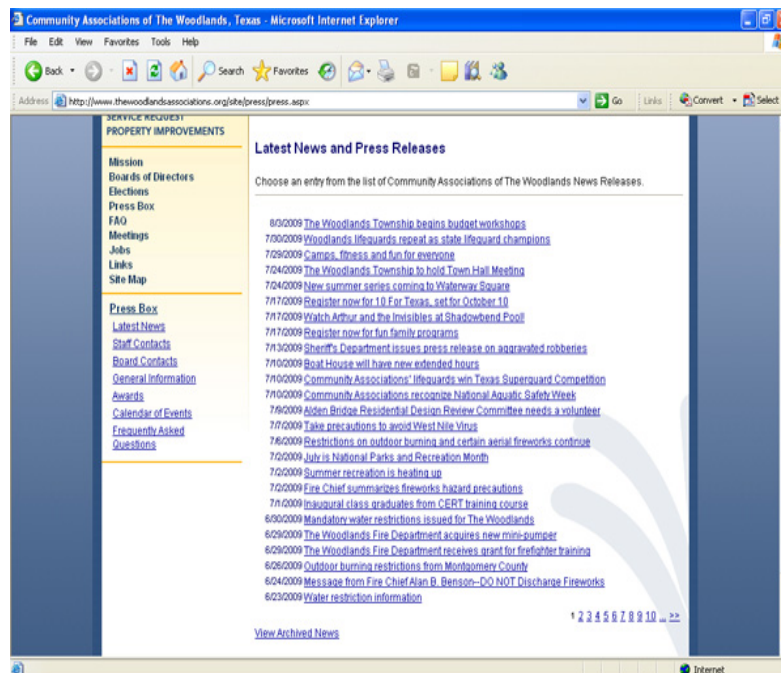 Community Associations of The Woodlands, Texas - Microsoft Internet Explorer
File Edit View Favorites Tools Help
Back Search Favorites
Address http://www.thewoodlandsassociations.org/site/press/press.aspx Go Links Convert Select
SERVICE REQUEST
PROPERTY IMPROVEMENTS
Mission
Boards of Directors
Elections
Press Box
FAQ
Meetings
Jobs
Links
Site Map
Press Box
Latest News
Staff Contacts
Board Contacts
General Information
Awards
Calendar of Events
Frequently Asked
Questions
Latest News and Press Releases
Choose an entry from the list of Community Associations of The Woodlands News Releases.
8/3/2009 The Woodlands Township begins budget workshops
7/30/2009 Woodlands lifeguards repeat as state lifeguard champions
7/29/2009 Camps, fitness and fun for everyone
7/24/2009 The Woodlands Township to hold Town Hall Meeting
7/24/2009 New summer series coming to Waterway Square
7/17/2009 Register now for 10 For Texas, set for October 10
7/17/2009 Watch Arthur and the Invisibles at Shadowbend Pool!
7/17/2009 Register now for fun family programs
7/13/2009 Sheriff's Department issues press release on aggravated robberies
7/10/2009 Boat House will have new extended hours
7/10/2009 Community Associations' lifeguards win Texas Superguard Competition
7/10/2009 Community Associations recognize National Aquatic Safety Week
7/9/2009 Alden Bridge Residential Design Review Committee needs a volunteer
7/7/2009 Take precautions to avoid West Nile Virus
7/6/2009 Restrictions on outdoor burning and certain aerial fireworks continue
7/2/2009 July is National Parks and Recreation Month
7/2/2009 Summer recreation is heating up
7/2/2009 Fire Chief summarizes fireworks hazard precautions
7/1/2009 Inaugural class graduates from CERT training course
6/30/2009 Mandatory water restrictions issued for The Woodlands
6/29/2009 The Woodlands Fire Department acquires new mini-pumper
6/29/2009 The Woodlands Fire Department receives grant for firefighter training
6/26/2009 Outdoor burning restrictions from Montgomery County
6/24/2009 Message from Fire Chief Alan B. Benson--DO NOT Discharge Fireworks
6/23/2009 Water restriction information
1 2 3 4 5 6 7 8 9 10 ... >>
View Archived News
Internet